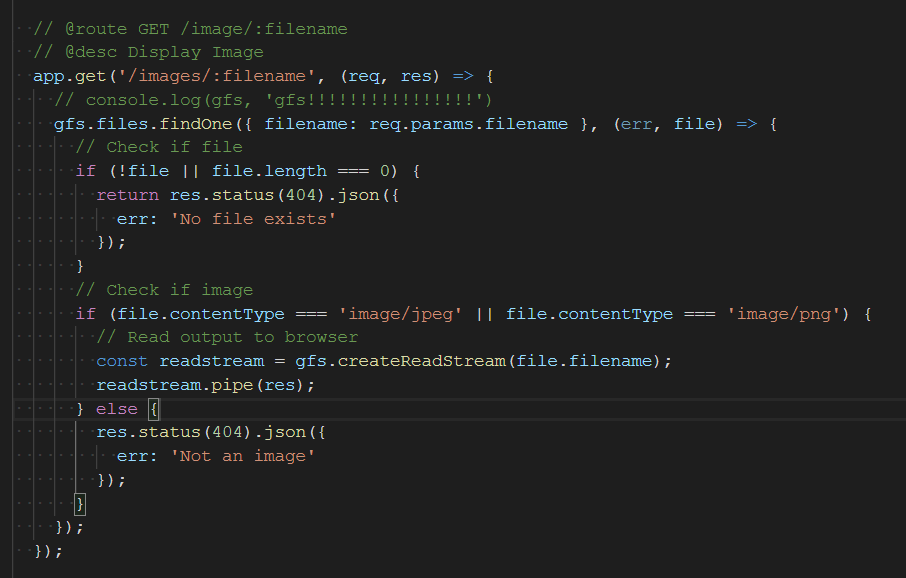 // @route GET /image/:filename
// @desc Display Image
app.get('/images/:filename', (req, res) => {
// console.log(gfs, 'gfs!!!!!!!!!!!!!!!!')
gfs.files.findOne({ filename: req.params.filename }, (err, file) => {
// Check if file
if (!file || file.length === 0) {
return res.status(404).json({
err: 'No file exists'
});
}
// Check if image
if (file.contentType === 'image/jpeg' || file.contentType === 'image/png') {
// Read output to browser
const readstream = gfs.createReadStream(file.filename);
readstream.pipe(res);
} else {
res.status(404).json({
err: 'Not an image'
});
}
});
});